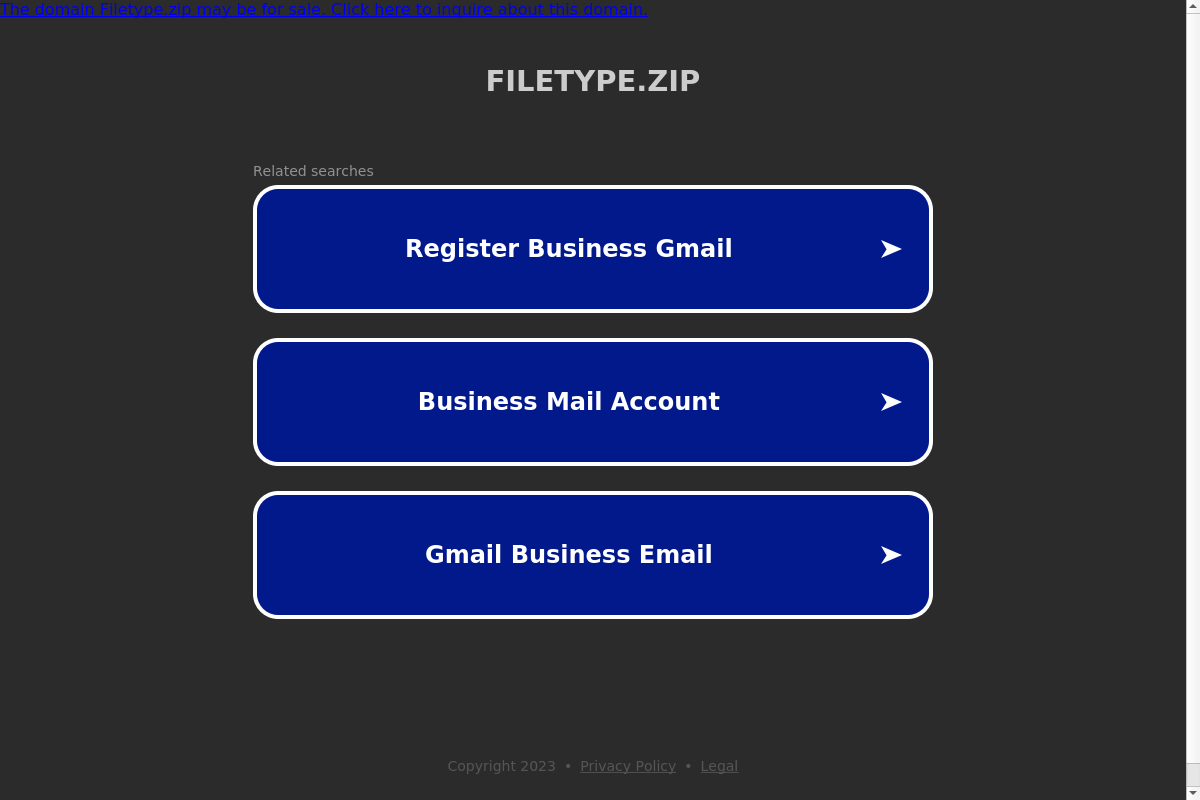 The domain Filetype.zip may be for sale. Click here to inquire about this domain.
FILETYPE.ZIP
Related searches
Register Business Gmail
Business Mail Account
Gmail Business Email
Copyright 2023 • Privacy Policy • Legal